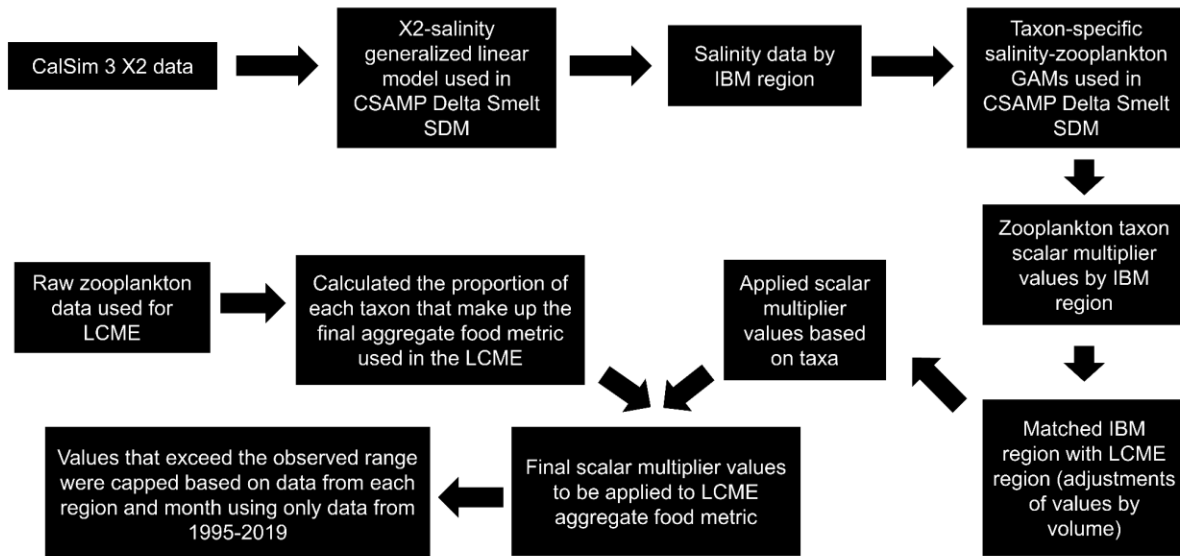 CalSim 3 X2 data
X2-salinity
generalized linear
model used in
CSAMP Delta Smelt
SDM
Salinity data by
IBM region
Taxon-specific
salinity-zooplankton
GAMs used in
CSAMP Delta Smelt
SDM
Zooplankton taxon
scalar multiplier
values by IBM
region
Matched IBM
region with LCME
region (adjustments
of values by
volume)
Applied scalar
multiplier
values based
on taxa
Raw zooplankton
data used for
LCME
Calculated the proportion of
each taxon that make up the
final aggregate food metric
used in the LCME
Final scalar multiplier values
to be applied to LCME
aggregate food metric
Values that exceed the observed range
were capped based on data from each
region and month using only data from
1995-2019